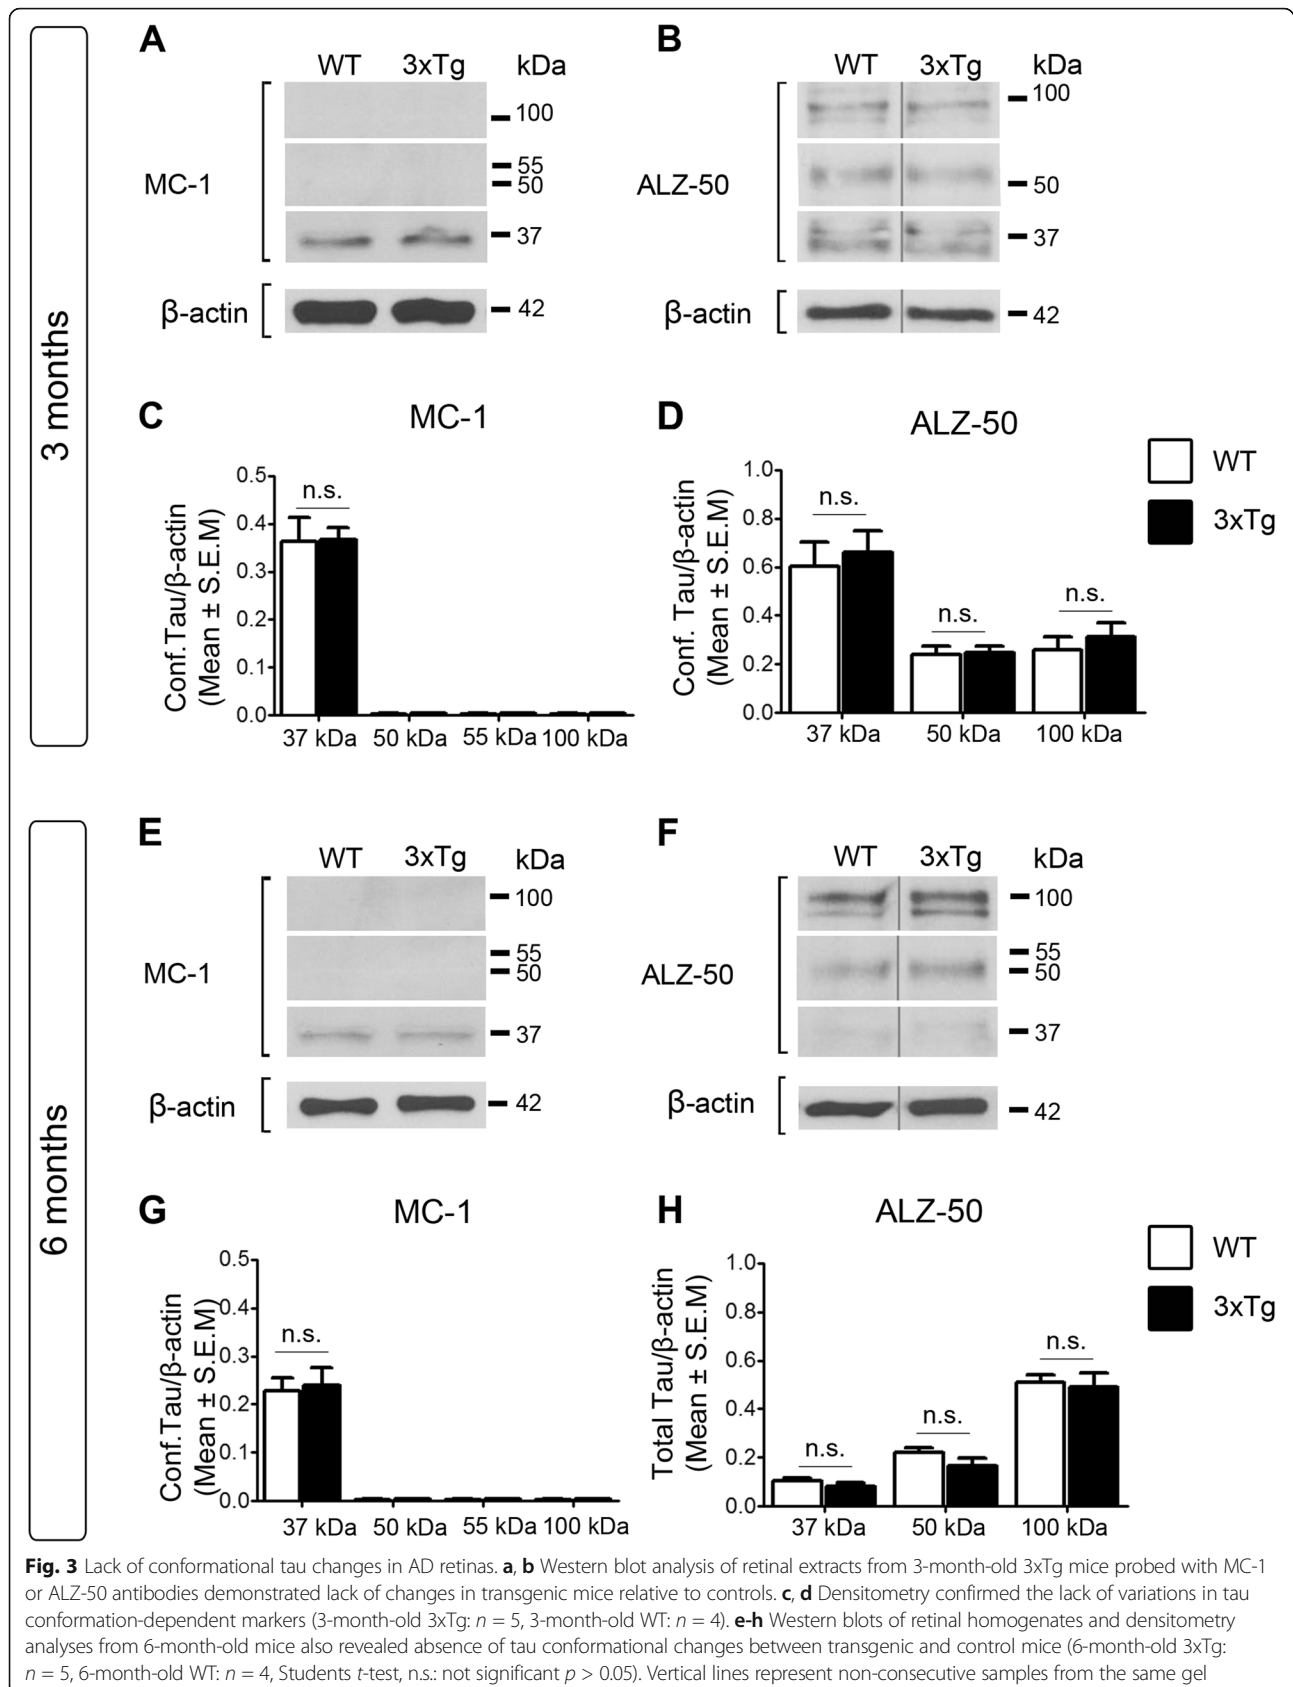 3 months
A
WT 3xTg kDa
100
MC-1
55
50
37
β-actin
42
B
WT 3xTg kDa
100
ALZ-50
50
37
β-actin
42
C
MC-1
Conf.Tau/β-actin
(Mean ± S.E.M)
0.5
0.4
0.3
0.2
0.1
0.0
n.s.
37 kDa 50 kDa 55 kDa 100 kDa
D
ALZ-50
Conf. Tau/β-actin
(Mean ± S.E.M)
1.0
0.8
0.6
0.4
0.2
0.0
n.s.
n.s.
n.s.
37 kDa 50 kDa 100 kDa
WT
3xTg
6 months
E
WT 3xTg kDa
100
MC-1
55
50
37
β-actin
42
F
WT 3xTg kDa
100
ALZ-50
55
50
37
β-actin
42
G
MC-1
Conf.Tau/β-actin
(Mean ± S.E.M)
0.5
0.4
0.3
0.2
0.1
0.0
n.s.
37 kDa 50 kDa 55 kDa 100 kDa
H
ALZ-50
Total Tau/β-actin
(Mean ± S.E.M)
1.0
0.8
0.6
0.4
0.2
0.0
n.s.
n.s.
n.s.
37 kDa 50 kDa 100 kDa
WT
3xTg
Fig. 3 Lack of conformational tau changes in AD retinas. a, b Western blot analysis of retinal extracts from 3-month-old 3xTg mice probed with MC-1
or ALZ-50 antibodies demonstrated lack of changes in transgenic mice relative to controls. c, d Densitometry confirmed the lack of variations in tau
conformation-dependent markers (3-month-old 3xTg: n = 5, 3-month-old WT: n = 4). e-h Western blots of retinal homogenates and densitometry
analyses from 6-month-old mice also revealed absence of tau conformational changes between transgenic and control mice (6-month-old 3xTg:
n = 5, 6-month-old WT: n = 4, Students t-test, n.s.: not significant p > 0.05). Vertical lines represent non-consecutive samples from the same gel